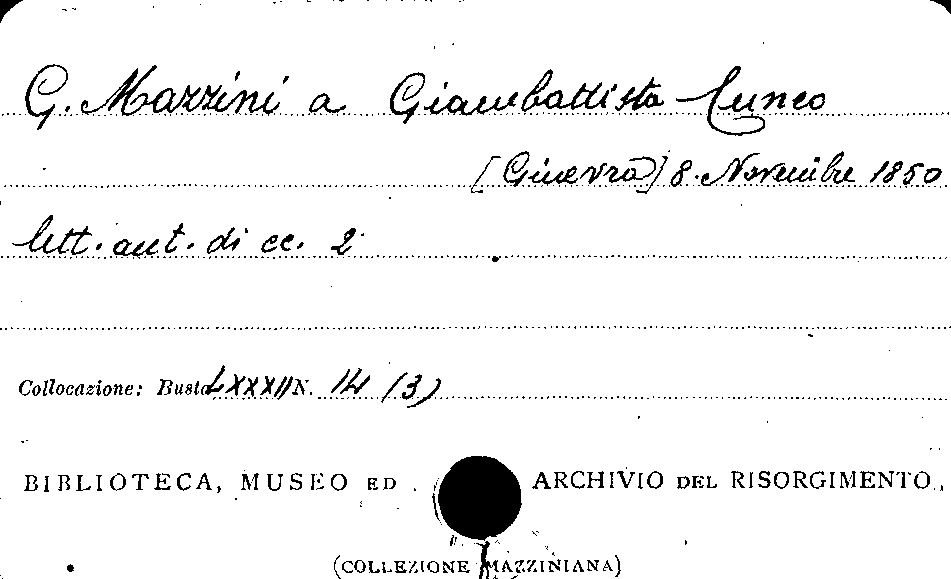 G. Mazzini a Giambattista Cuneo
[Ginevra] 8. Novembre 1850
lett. aut. di cc. 2
Collocazione: Busta LXXXII N. 14 (3)
BIBLIOTECA, MUSEO ED ARCHIVIO DEL RISORGIMENTO.
(COLLEZIONE MAZZINIANA)